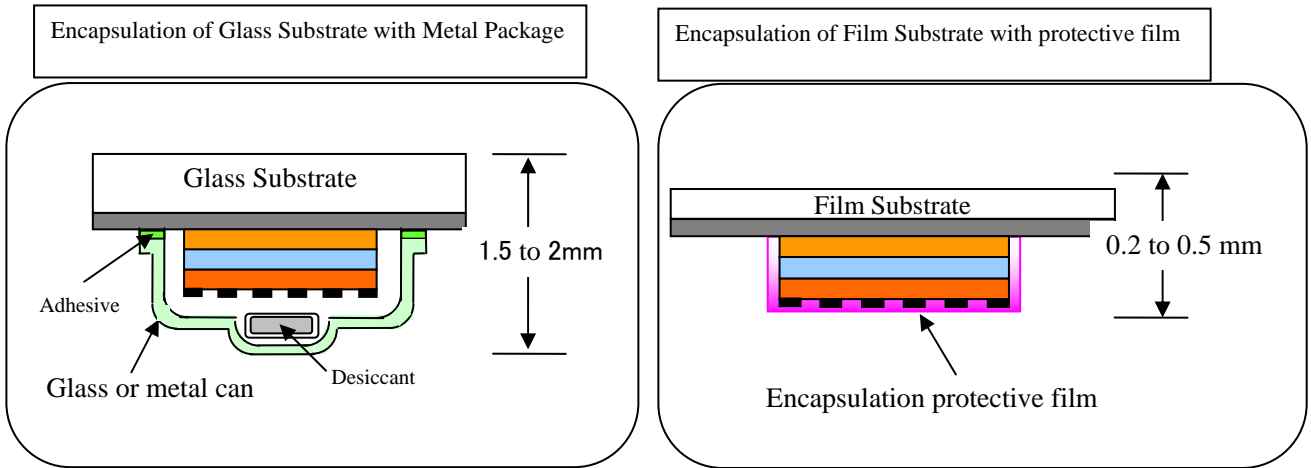 Encapsulation of Glass Substrate with Metal Package
Glass Substrate
1.5 to 2mm
Adhesive
Desiccant
Glass or metal can
Encapsulation of Film Substrate with protective film
Film Substrate
0.2 to 0.5 mm
Encapsulation protective film